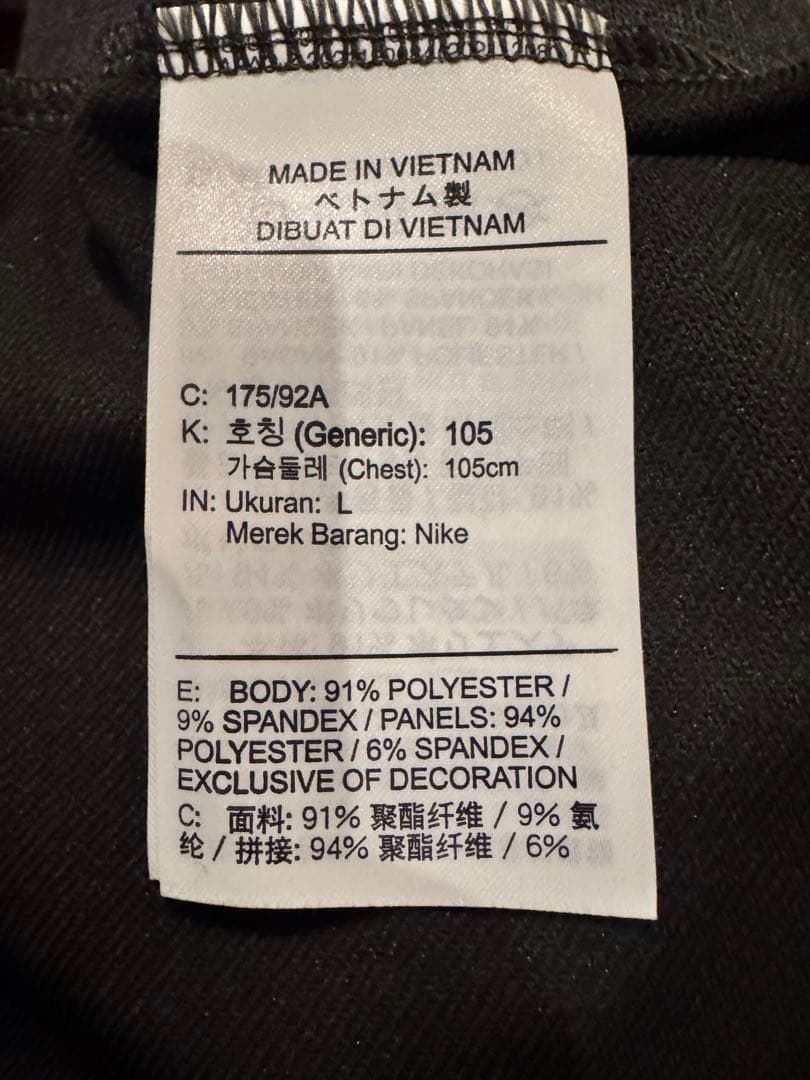 MADE IN VIETNAM
ベトナム製
DIBUAT DI VIETNAM
C: 175/92A
K: 호칭 (Generic): 105
가슴둘레 (Chest): 105cm
IN: Ukuran: L
Merek Barang: Nike
E: BODY: 91% POLYESTER /
9% SPANDEX / PANELS: 94%
POLYESTER / 6% SPANDEX /
EXCLUSIVE OF DECORATION
C: 面料: 91% 聚酯纤维 / 9% 氨
纶 / 拼接: 94% 聚酯纤维 / 6%